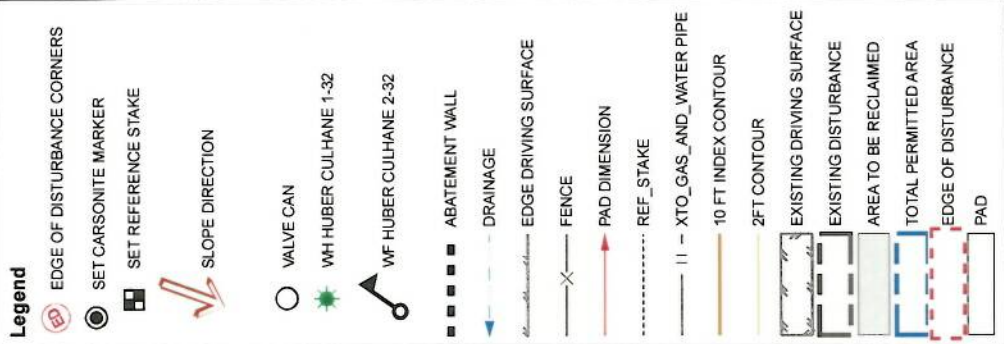 Legend
ED
EDGE OF DISTURBANCE CORNERS
SET CARSONITE MARKER
SET REFERENCE STAKE
SLOPE DIRECTION
VALVE CAN
WH HUBER CULHANE 1-32
WF HUBER CULHANE 2-32
ABATEMENT WALL
DRAINAGE
EDGE DRIVING SURFACE
FENCE
PAD DIMENSION
REF_STAKE
XTO_GAS_AND_WATER PIPE
10 FT INDEX CONTOUR
2FT CONTOUR
EXISTING DRIVING SURFACE
EXISTING DISTURBANCE
AREA TO BE RECLAIMED
TOTAL PERMITTED AREA
EDGE OF DISTURBANCE
PAD